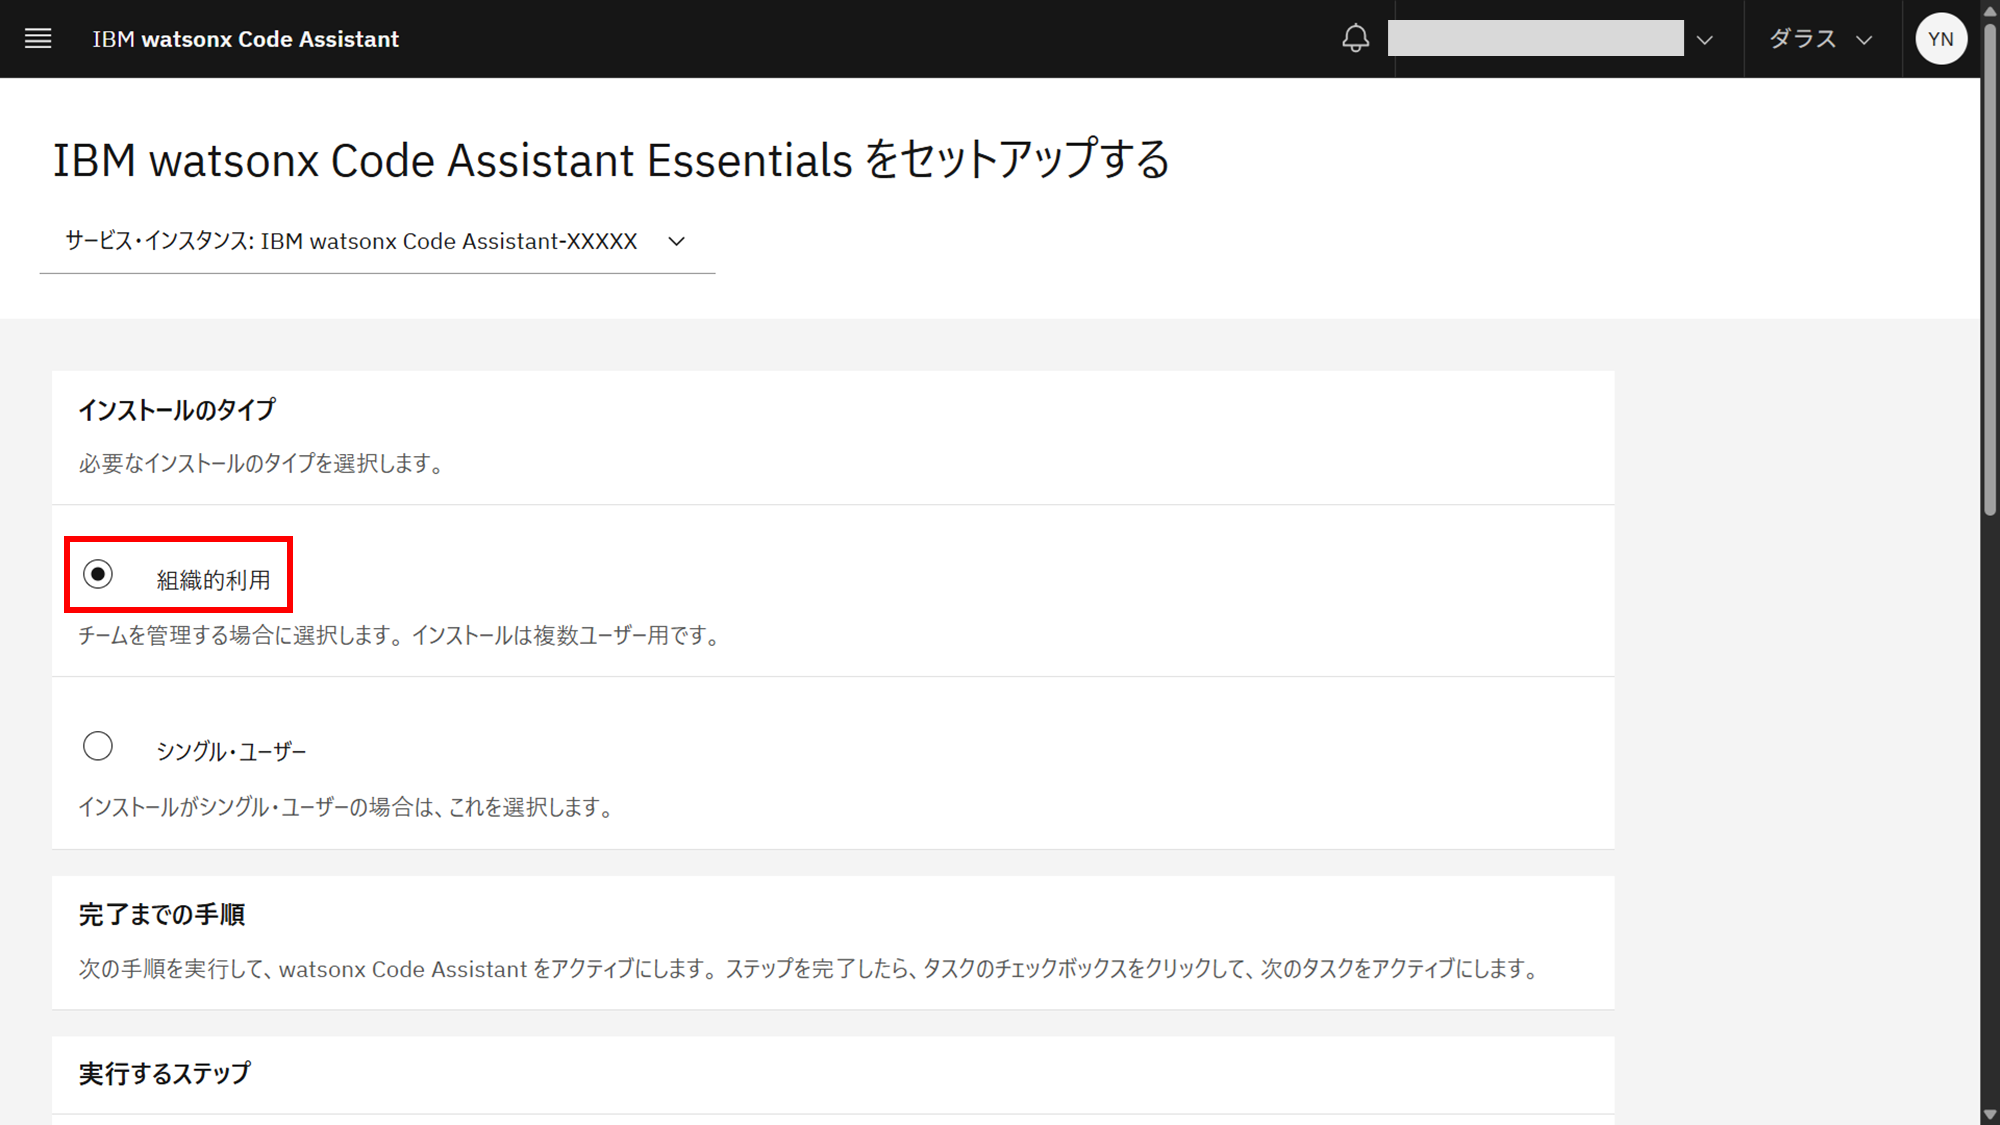 IBM watsonx Code Assistant
ダラス
YN
IBM watsonx Code Assistant Essentials をセットアップする
サービス・インスタンス: IBM watsonx Code Assistant-XXXXX
インストールのタイプ
必要なインストールのタイプを選択します。
組織的利用
チームを管理する場合に選択します。インストールは複数ユーザー用です。
シングル・ユーザー
インストールがシングル・ユーザーの場合は、これを選択します。
完了までの手順
次の手順を実行して、watsonx Code Assistant をアクティブにします。ステップを完了したら、タスクのチェックボックスをクリックして、次のタスクをアクティブにします。
実行するステップ